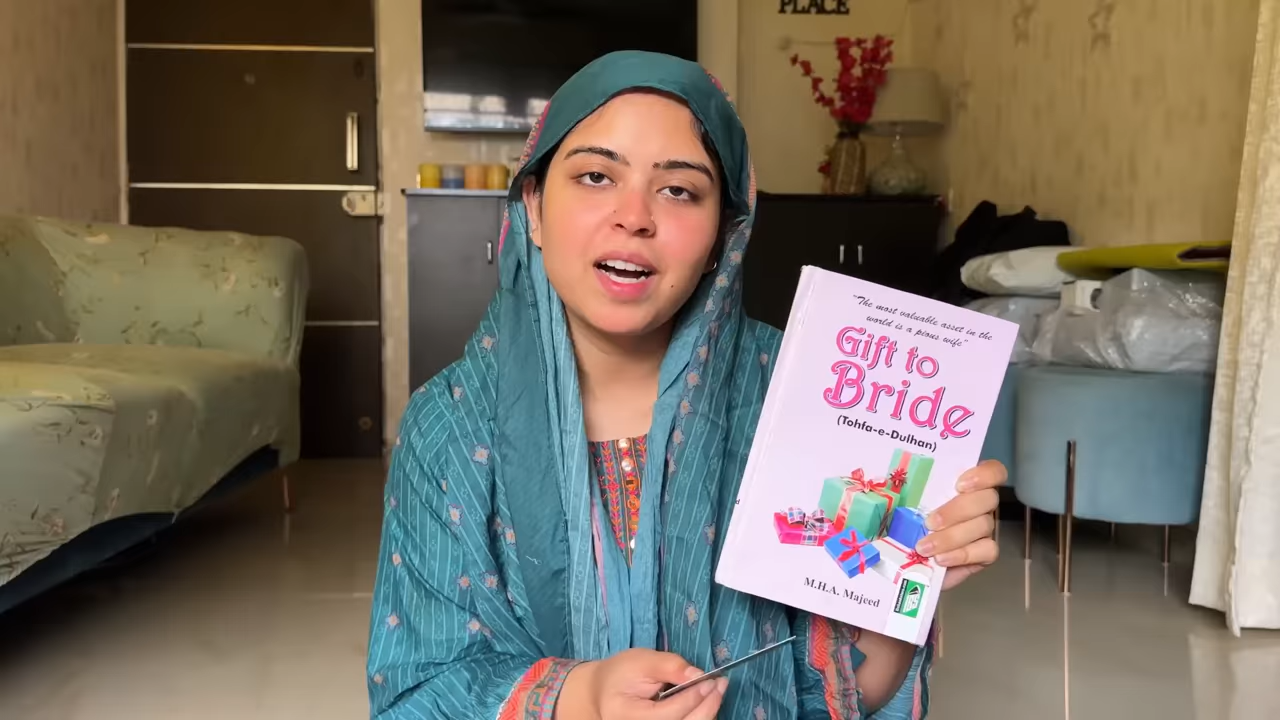 PLACE
"The most valuable asset in the
world is a pious wife"
Gift to
Bride
(Tohfa-e-Dulhan)
M.H.A. Majeed